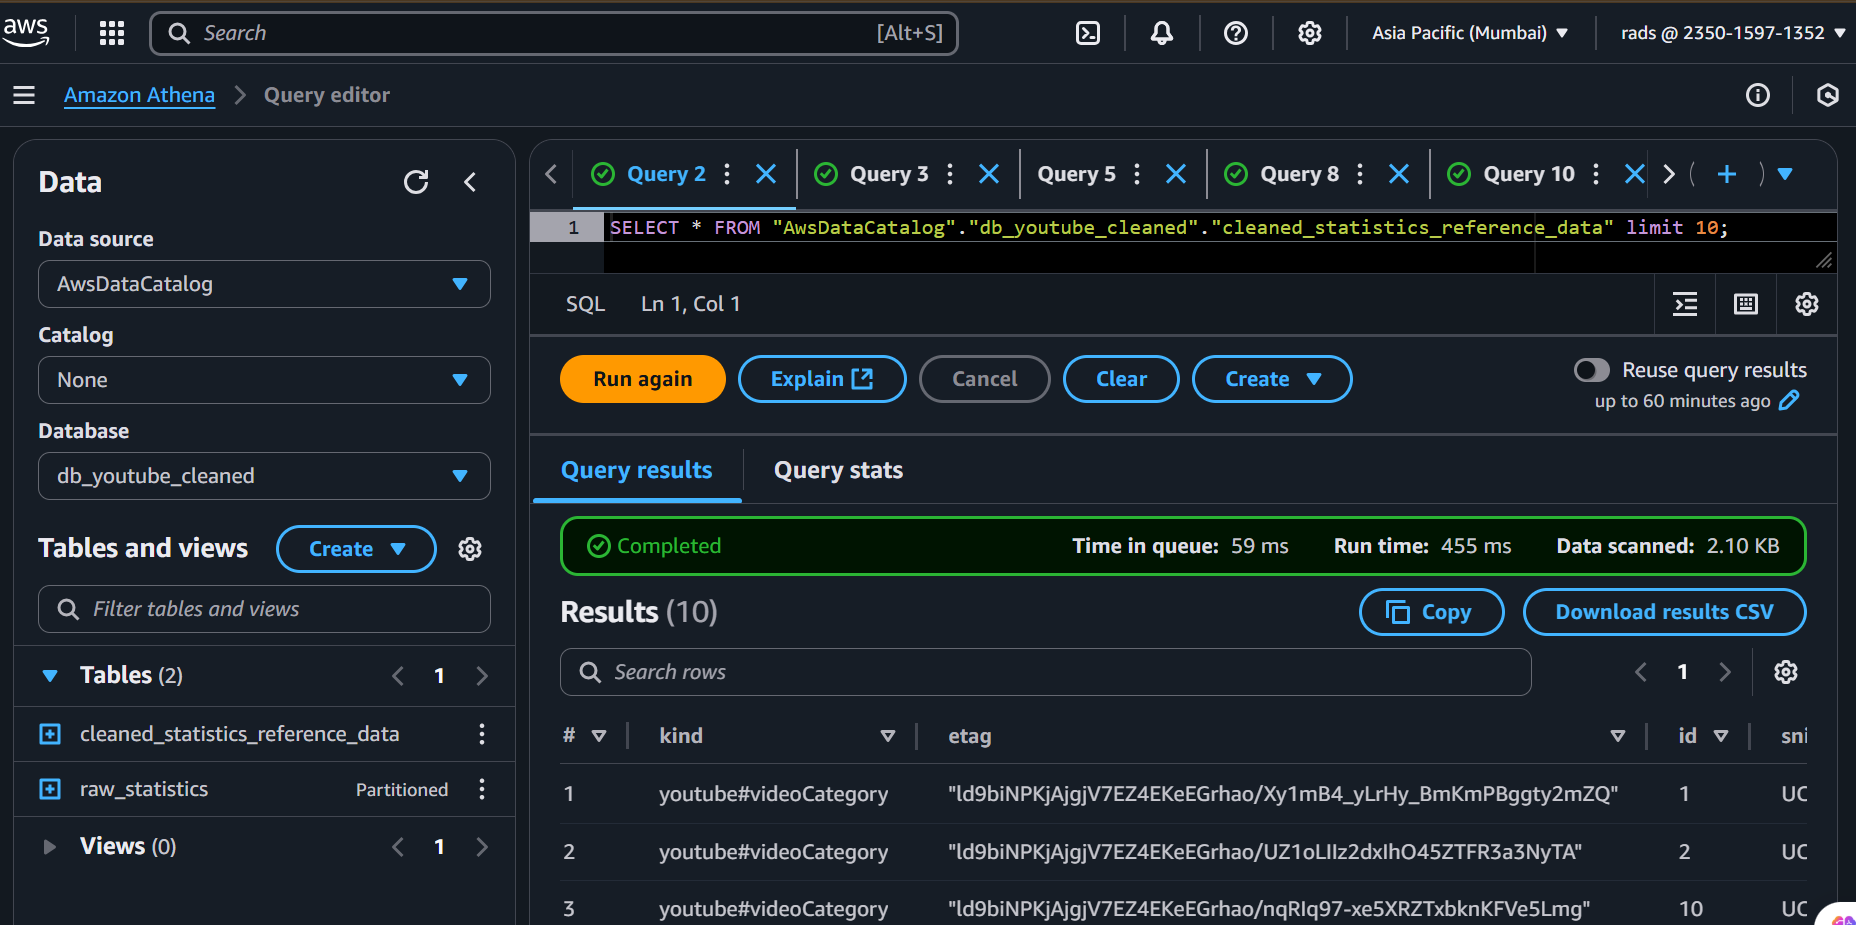 aws Search [Alt+S] Asia Pacific (Mumbai) rads @ 2350-1597-1352
Amazon Athena Query editor
Data
Data source
AwsDataCatalog
Catalog
None
Database
db_youtube_cleaned
Tables and views Create
Filter tables and views
Tables (2) 1
cleaned_statistics_reference_data
raw_statistics Partitioned
Views (0) 1
Query 2 Query 3 Query 5 Query 8 Query 10
1 SELECT * FROM "AwsDataCatalog"."db_youtube_cleaned"."cleaned_statistics_reference_data" limit 10;
SQL Ln 1, Col 1
Run again Explain Cancel Clear Create Reuse query results
up to 60 minutes ago
Query results Query stats
Completed Time in queue: 59 ms Run time: 455 ms Data scanned: 2.10 KB
Results (10) Copy Download results CSV
Search rows 1
# kind etag id sni
1 youtube#videoCategory "ld9biNPKjAjgjV7EZ4EKeEGrhao/Xy1mB4_yLrHy_BmKmPBggty2mZQ" 1 UC
2 youtube#videoCategory "ld9biNPKjAjgjV7EZ4EKeEGrhao/UZ1oLIIz2dxIhO45ZTFR3a3NyTA" 2 UC
3 youtube#videoCategory "ld9biNPKjAjgjV7EZ4EKeEGrhao/nqRIq97-xe5XRZTxbknKFVe5Lmg" 10 UC